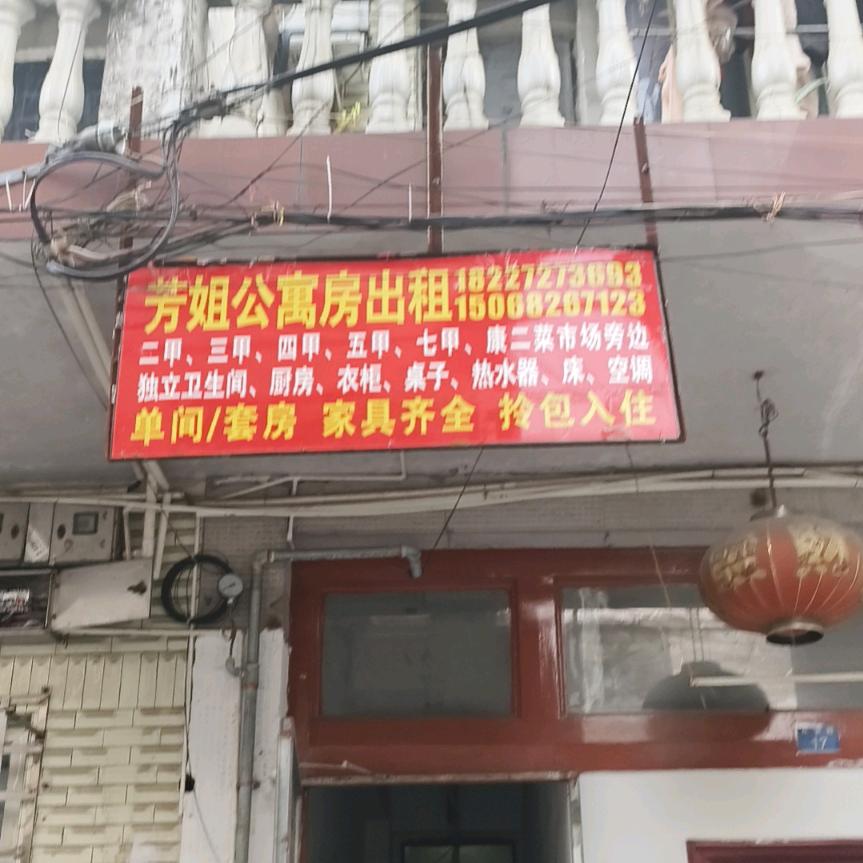 芳姐公寓房出租
18227273693
15068267123
二甲、三甲、四甲、五甲、七甲、康二菜市场旁边
独立卫生间、厨房、衣柜、桌子、热水器、床、空调
单间/套房 家具齐全 拎包入住
17